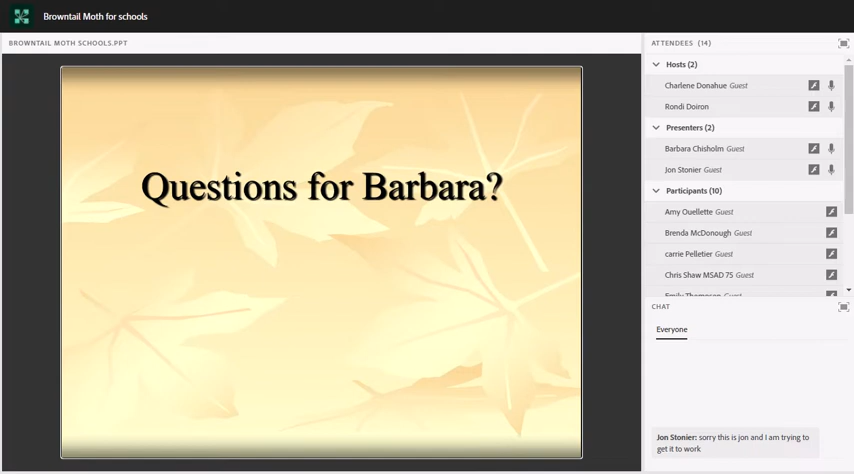 Browntail Moth for schools
BROWNTAIL MOTH SCHOOLS.PPT
Questions for Barbara?
ATTENDEES (14)
Hosts (2)
Charlene Donahue Guest
Rondi Doiron
Presenters (2)
Barbara Chisholm Guest
Jon Stonier Guest
Participants (10)
Amy Ouellette Guest
Brenda McDonough Guest
carrie Pelletier Guest
Chris Shaw MSAD 75 Guest
Emily Thompson Guest
CHAT
Everyone
Jon Stonier: sorry this is jon and I am trying to
get it to work